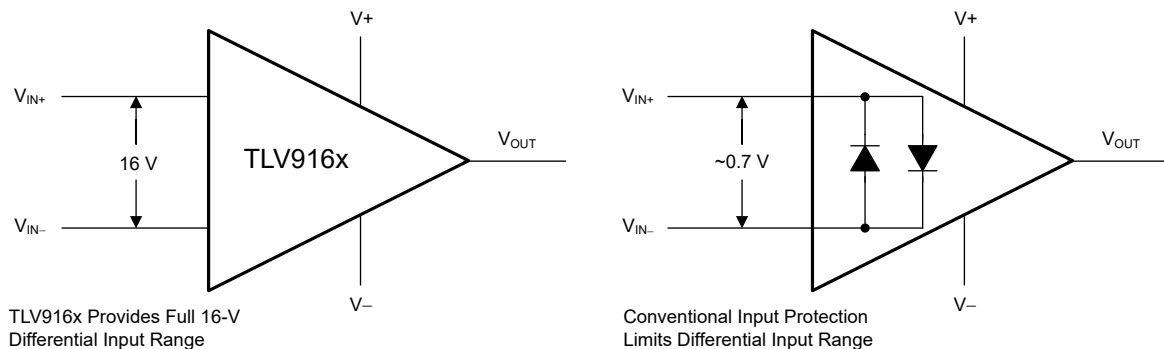 V+
VIN+
16 V
TLV916x
VOUT
VIN–
V–
TLV916x Provides Full 16-V
Differential Input Range
V+
VIN+
~0.7 V
VOUT
VIN–
V–
Conventional Input Protection
Limits Differential Input Range